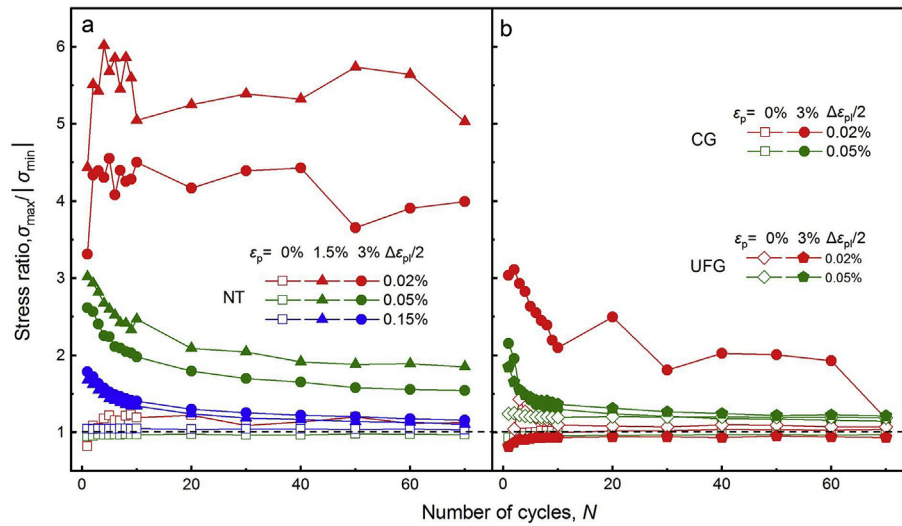 a
b
Stress ratio, σmax/|σmin|
6
5
4
3
2
1
εp= 0% 1.5% 3% Δεpl/2
NT
0.02%
0.05%
0.15%
εp= 0% 3% Δεpl/2
CG
0.02%
0.05%
εp= 0% 3% Δεpl/2
UFG
0.02%
0.05%
0 20 40 60 0 20 40 60
Number of cycles, N